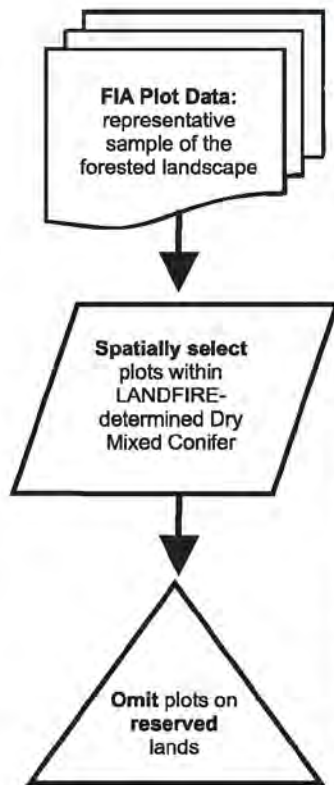 FIA Plot Data:
representative
sample of the
forested landscape
Spatially select
plots within
LANDFIRE-
determined Dry
Mixed Conifer
Omit plots on
reserved
lands